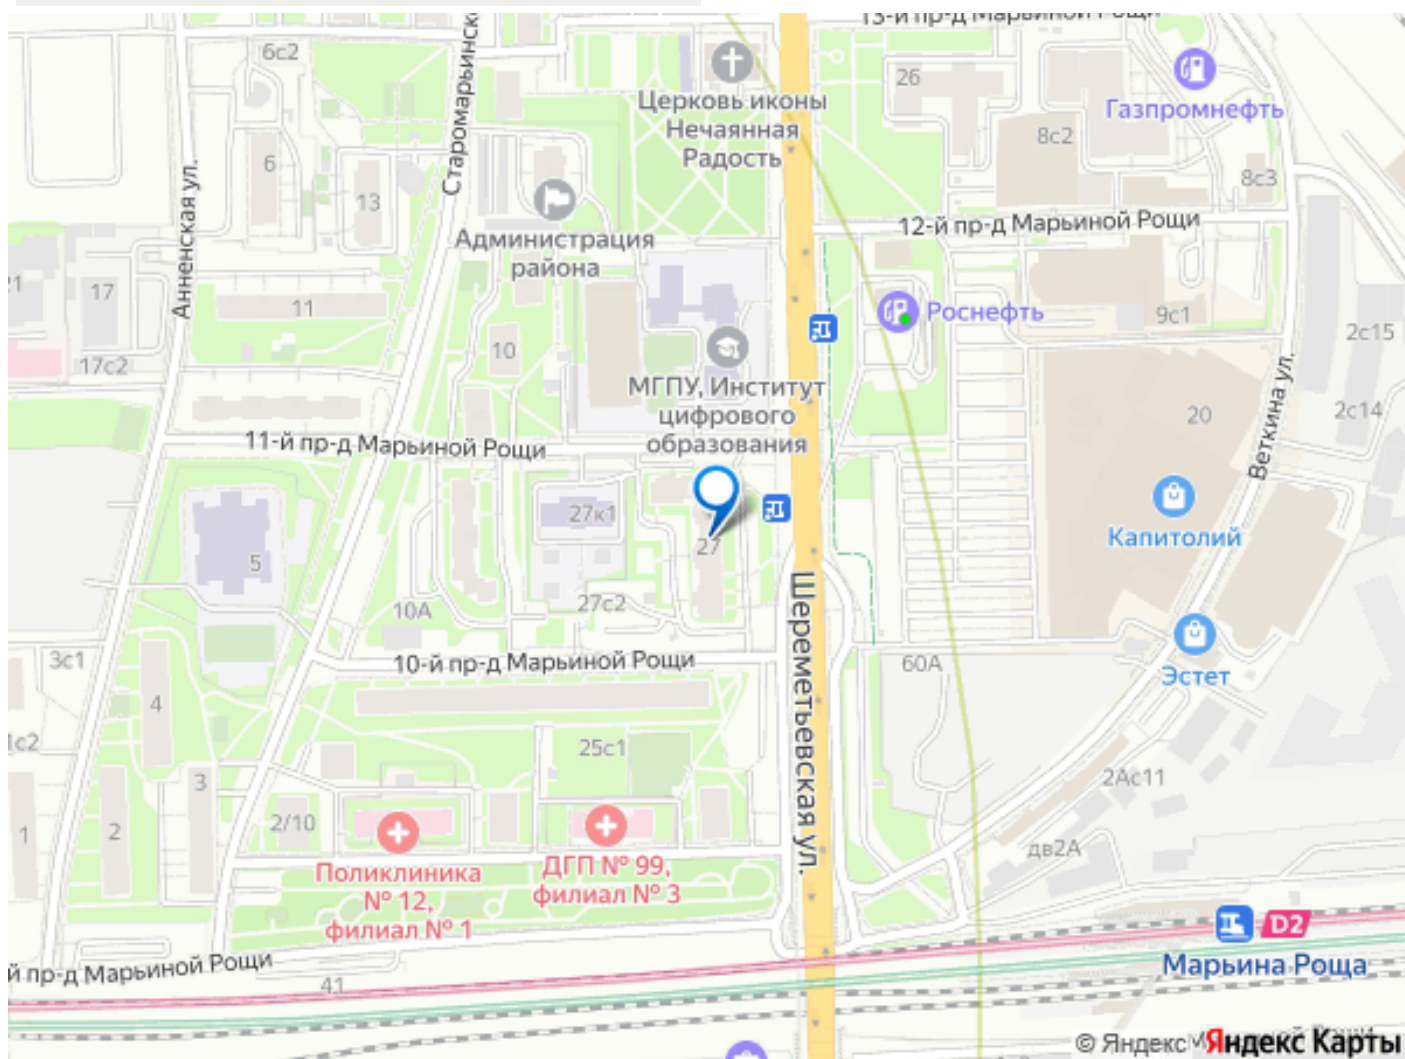 13-й пр-д Марьиной Рощи
6с2
Старомарьинско
26
Церковь иконы
Нечаянная
Радость
Газпромнефть
8с2
6
13
8с3
Анненская ул.
12-й пр-д Марьиной Рощи
Администрация
района
21
17
11
Роснефть
9с1
2с15
10
17с2
МГПУ, Институт
цифрового
образования
20
2с14
Веткина ул.
11-й пр-д Марьиной Рощи
27к1
27
Капитолий
5
Шереметьевская ул.
10А
27с2
3с1
10-й пр-д Марьиной Рощи
60А
Эстет
4
1с2
25с1
2Ас11
3
1
2
2/10
дв2А
Поликлиника
№ 12,
филиал № 1
ДГП № 99,
филиал № 3
D2
Марьина Роща
й пр-д Марьиной Рощи
41
© Яндекс
Яндекс Карты